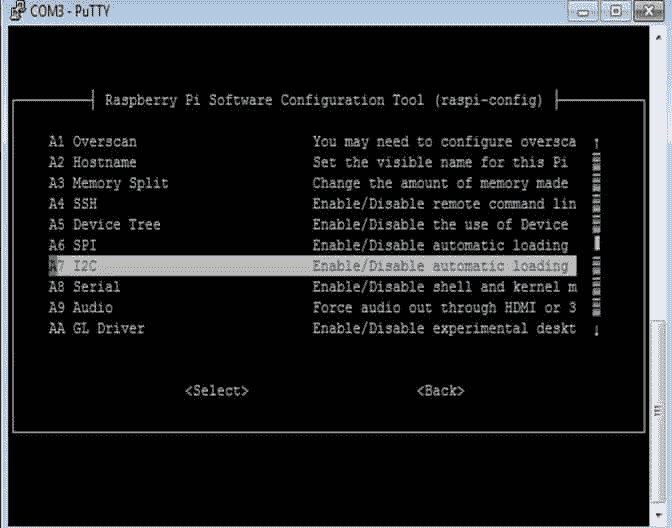 COM3 - PuTTY
Raspberry Pi Software Configuration Tool (raspi-config)
A1 Overscan You may need to configure oversca
A2 Hostname Set the visible name for this Pi
A3 Memory Split Change the amount of memory made
A4 SSH Enable/Disable remote command lin
A5 Device Tree Enable/Disable the use of Device
A6 SPI Enable/Disable automatic loading
A7 I2C Enable/Disable automatic loading
A8 Serial Enable/Disable shell and kernel m
A9 Audio Force audio out through HDMI or 3
AA GL Driver Enable/Disable experimental deskt
<Select> <Back>